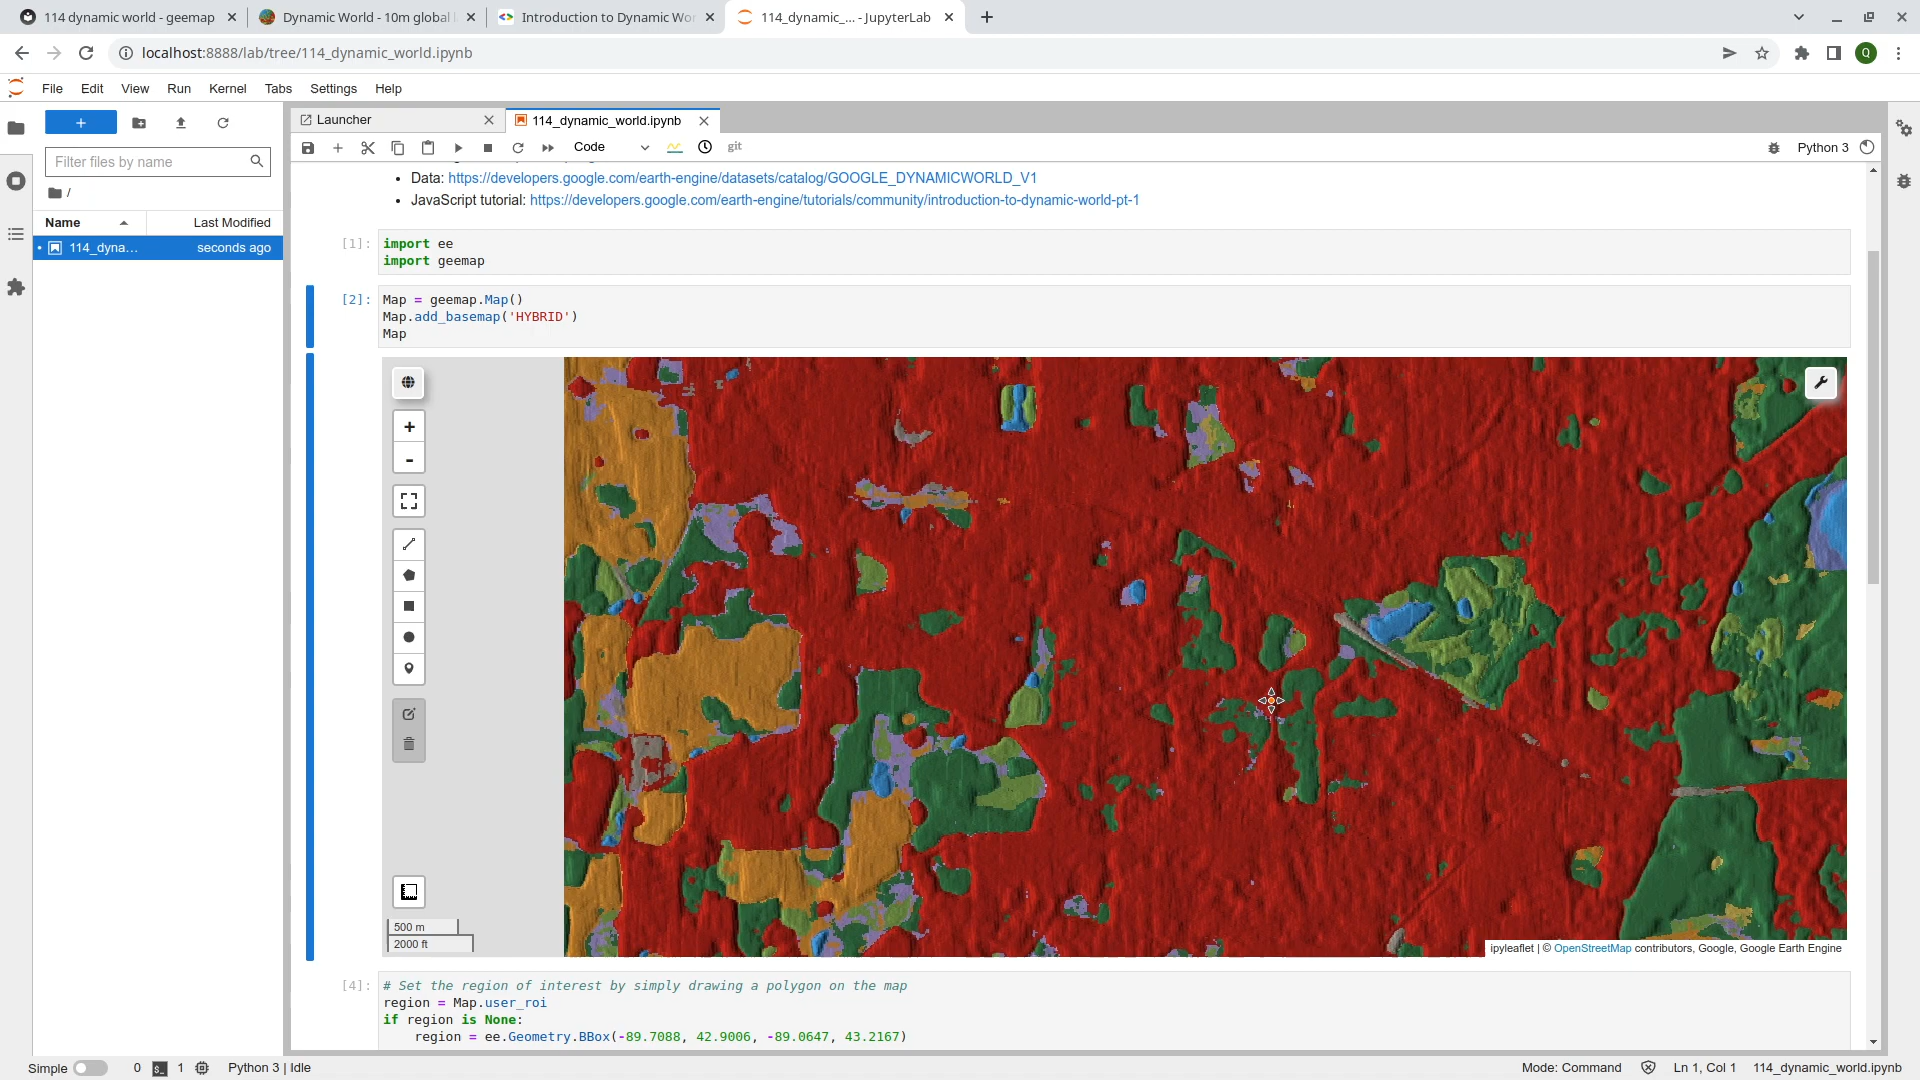 114 dynamic world - geemap
Dynamic World - 10m global
Introduction to Dynamic Wor
114_dynamic_... - JupyterLab
localhost:8888/lab/tree/114_dynamic_world.ipynb
Q
File Edit View Run Kernel Tabs Settings Help
+
Launcher
114_dynamic_world.ipynb
Code
git
Python 3
Filter files by name
/
Name
Last Modified
114_dyna...
seconds ago
• Data: https://developers.google.com/earth-engine/datasets/catalog/GOOGLE_DYNAMICWORLD_V1
• JavaScript tutorial: https://developers.google.com/earth-engine/tutorials/community/introduction-to-dynamic-world-pt-1
[1]: import ee
import geemap
[2]: Map = geemap.Map()
Map.add_basemap('HYBRID')
Map
+
-
500 m
2000 ft
ipyleaflet | © OpenStreetMap contributors, Google, Google Earth Engine
[4]: # Set the region of interest by simply drawing a polygon on the map
region = Map.user_roi
if region is None:
    region = ee.Geometry.BBox(-89.7088, 42.9006, -89.0647, 43.2167)
Simple 0 1 Python 3 | Idle
Mode: Command Ln 1, Col 1 114_dynamic_world.ipynb